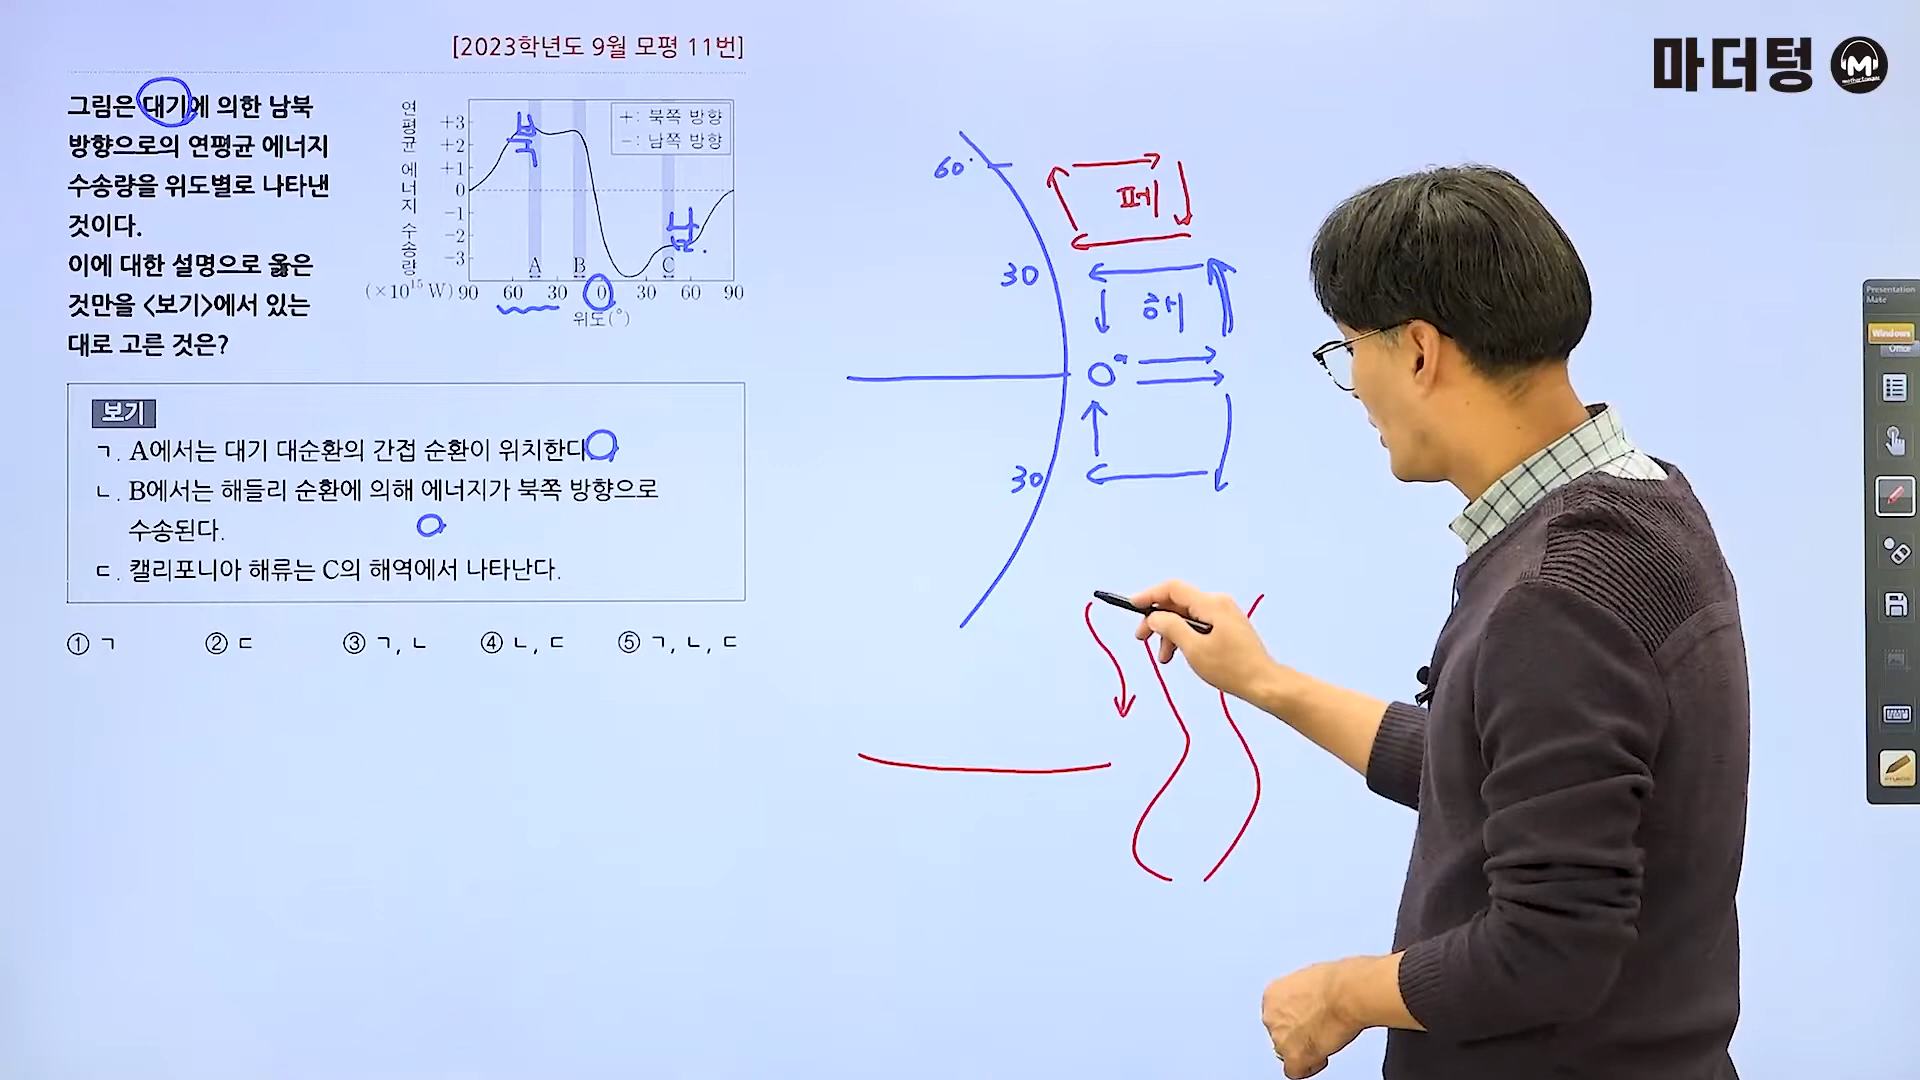 [2023학년도 9월 모평 11번]
마더텅
그림은 대기에 의한 남북
방향으로의 연평균 에너지
수송량을 위도별로 나타낸
것이다.
이에 대한 설명으로 옳은
것만을 <보기>에서 있는
대로 고른 것은?
연평균 에너지 수송량
(×10¹⁵ W)
+3
+2
+1
0
-1
-2
-3
+: 북쪽 방향
-: 남쪽 방향
북
남
A
B
C
90 60 30 0 30 60 90
위도(°)
보기
ㄱ. A에서는 대기 대순환의 간접 순환이 위치한다.
ㄴ. B에서는 해들리 순환에 의해 에너지가 북쪽 방향으로
수송된다.
ㄷ. 캘리포니아 해류는 C의 해역에서 나타난다.
① ㄱ ② ㄷ ③ ㄱ, ㄴ ④ ㄴ, ㄷ ⑤ ㄱ, ㄴ, ㄷ
60°
페
30
해
0°
30
Presentation
Mate
Windows
Office